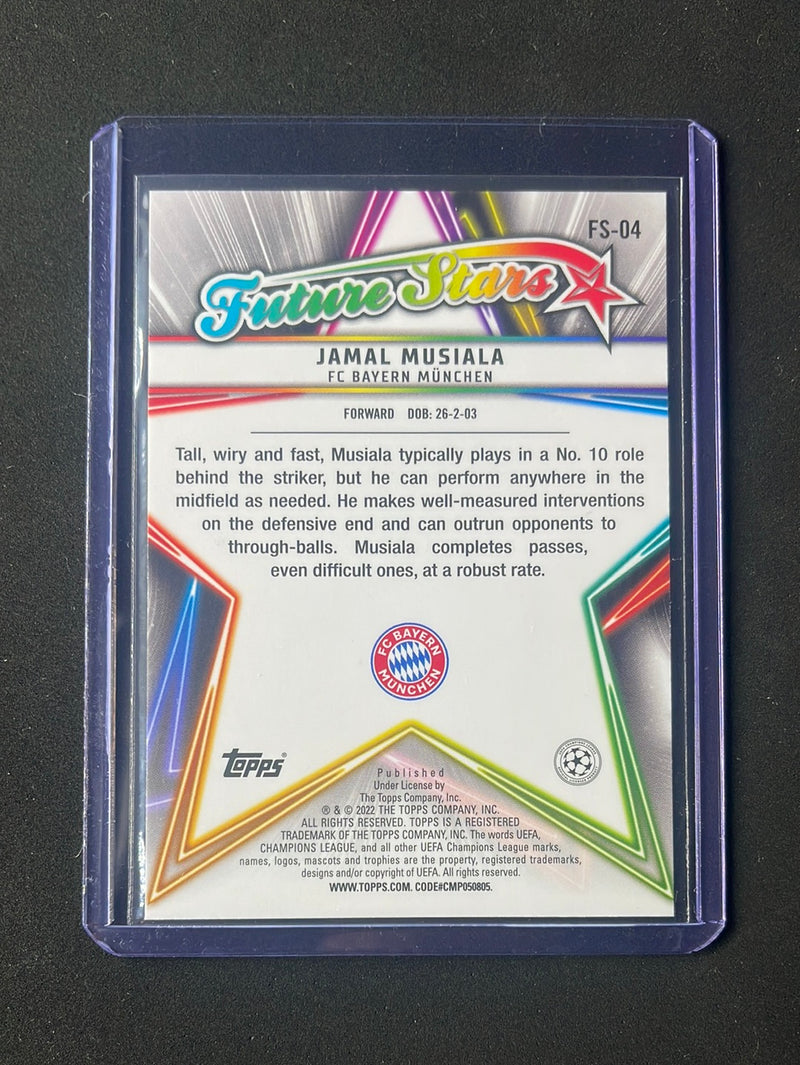 FS-04
Future Stars
JAMAL MUSIALA
FC BAYERN MÜNCHEN
FORWARD DOB: 26-2-03
Tall, wiry and fast, Musiala typically plays in a No. 10 role
behind the striker, but he can perform anywhere in the
midfield as needed. He makes well-measured interventions
on the defensive end and can outrun opponents to
through-balls. Musiala completes passes,
even difficult ones, at a robust rate.
FC BAYERN
MÜNCHEN
Topps®
Published
Under License by
The Topps Company, Inc.
® & © 2022 THE TOPPS COMPANY, INC.
ALL RIGHTS RESERVED. TOPPS IS A REGISTERED
TRADEMARK OF THE TOPPS COMPANY, INC. The words UEFA,
CHAMPIONS LEAGUE, and all other UEFA Champions League marks,
names, logos, mascots and trophies are the property, registered trademarks,
designs and/or copyright of UEFA. All rights reserved.
WWW.TOPPS.COM. CODE#CMP050805.